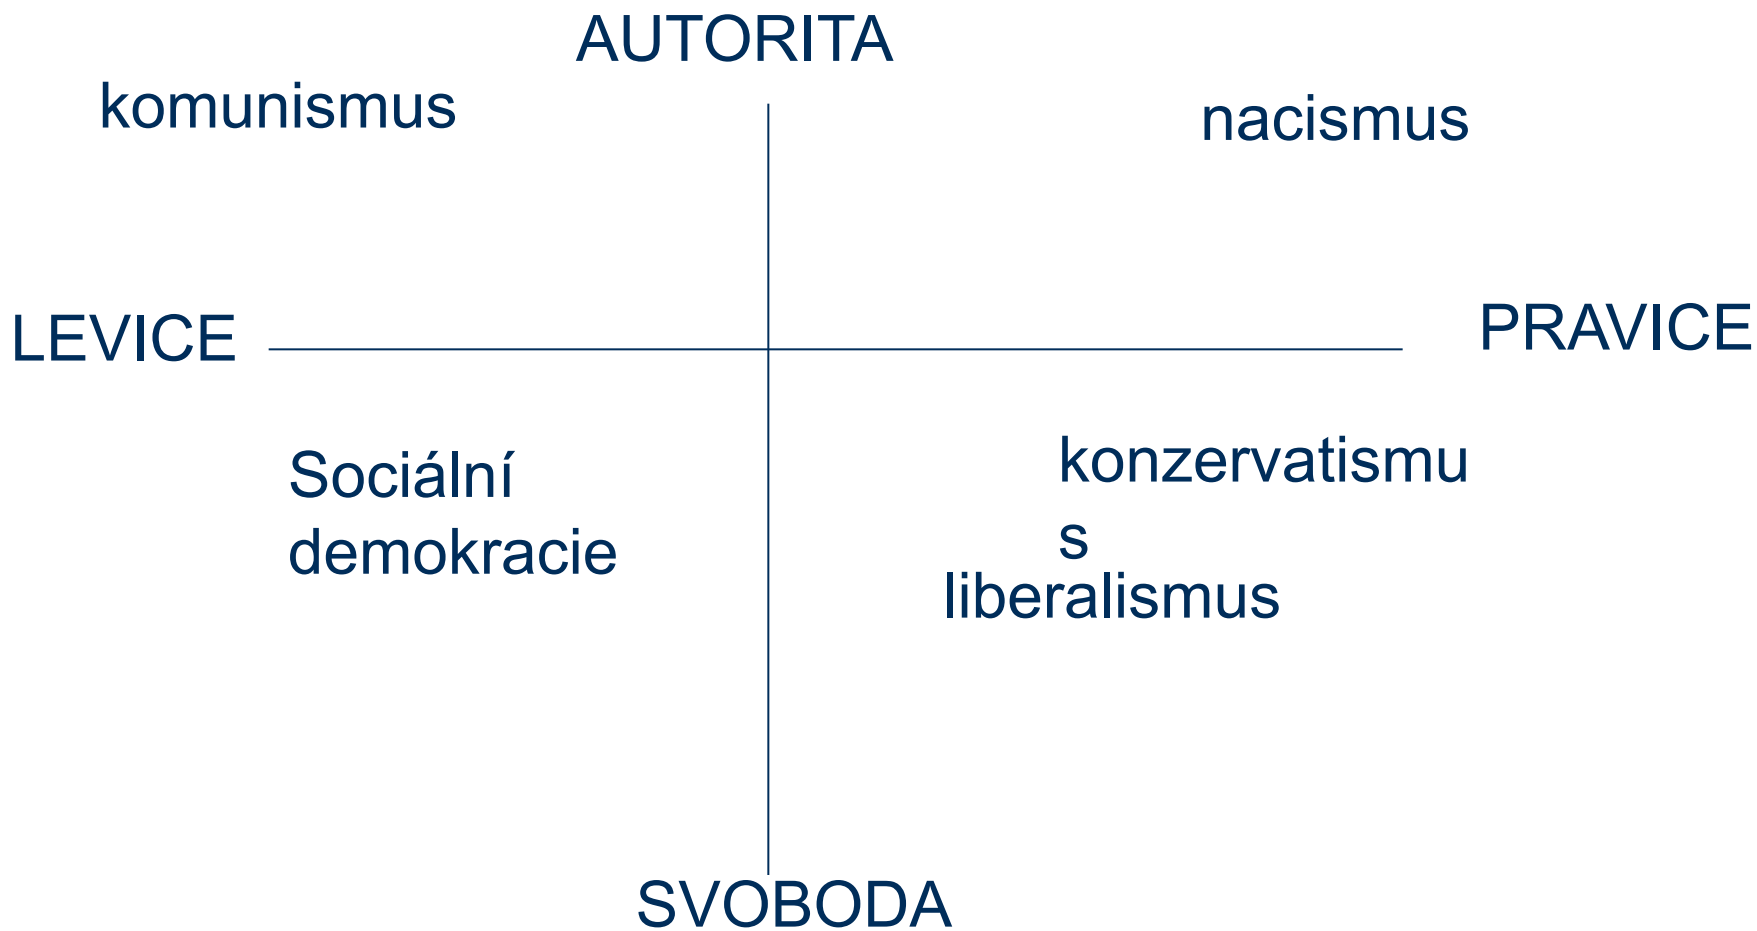 AUTORITA
komunismus
nacismus
LEVICE
PRAVICE
Sociální
demokracie
konzervatismu
s
liberalismus
SVOBODA